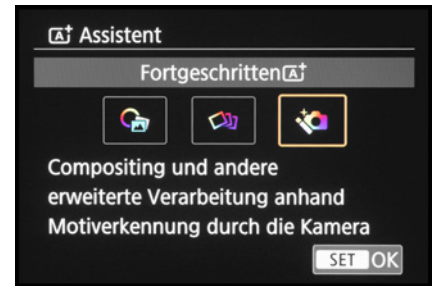 A+ Assistent
Fortgeschritten A+
Compositing und andere
erweiterte Verarbeitung anhand
Motiverkennung durch die Kamera
SET OK